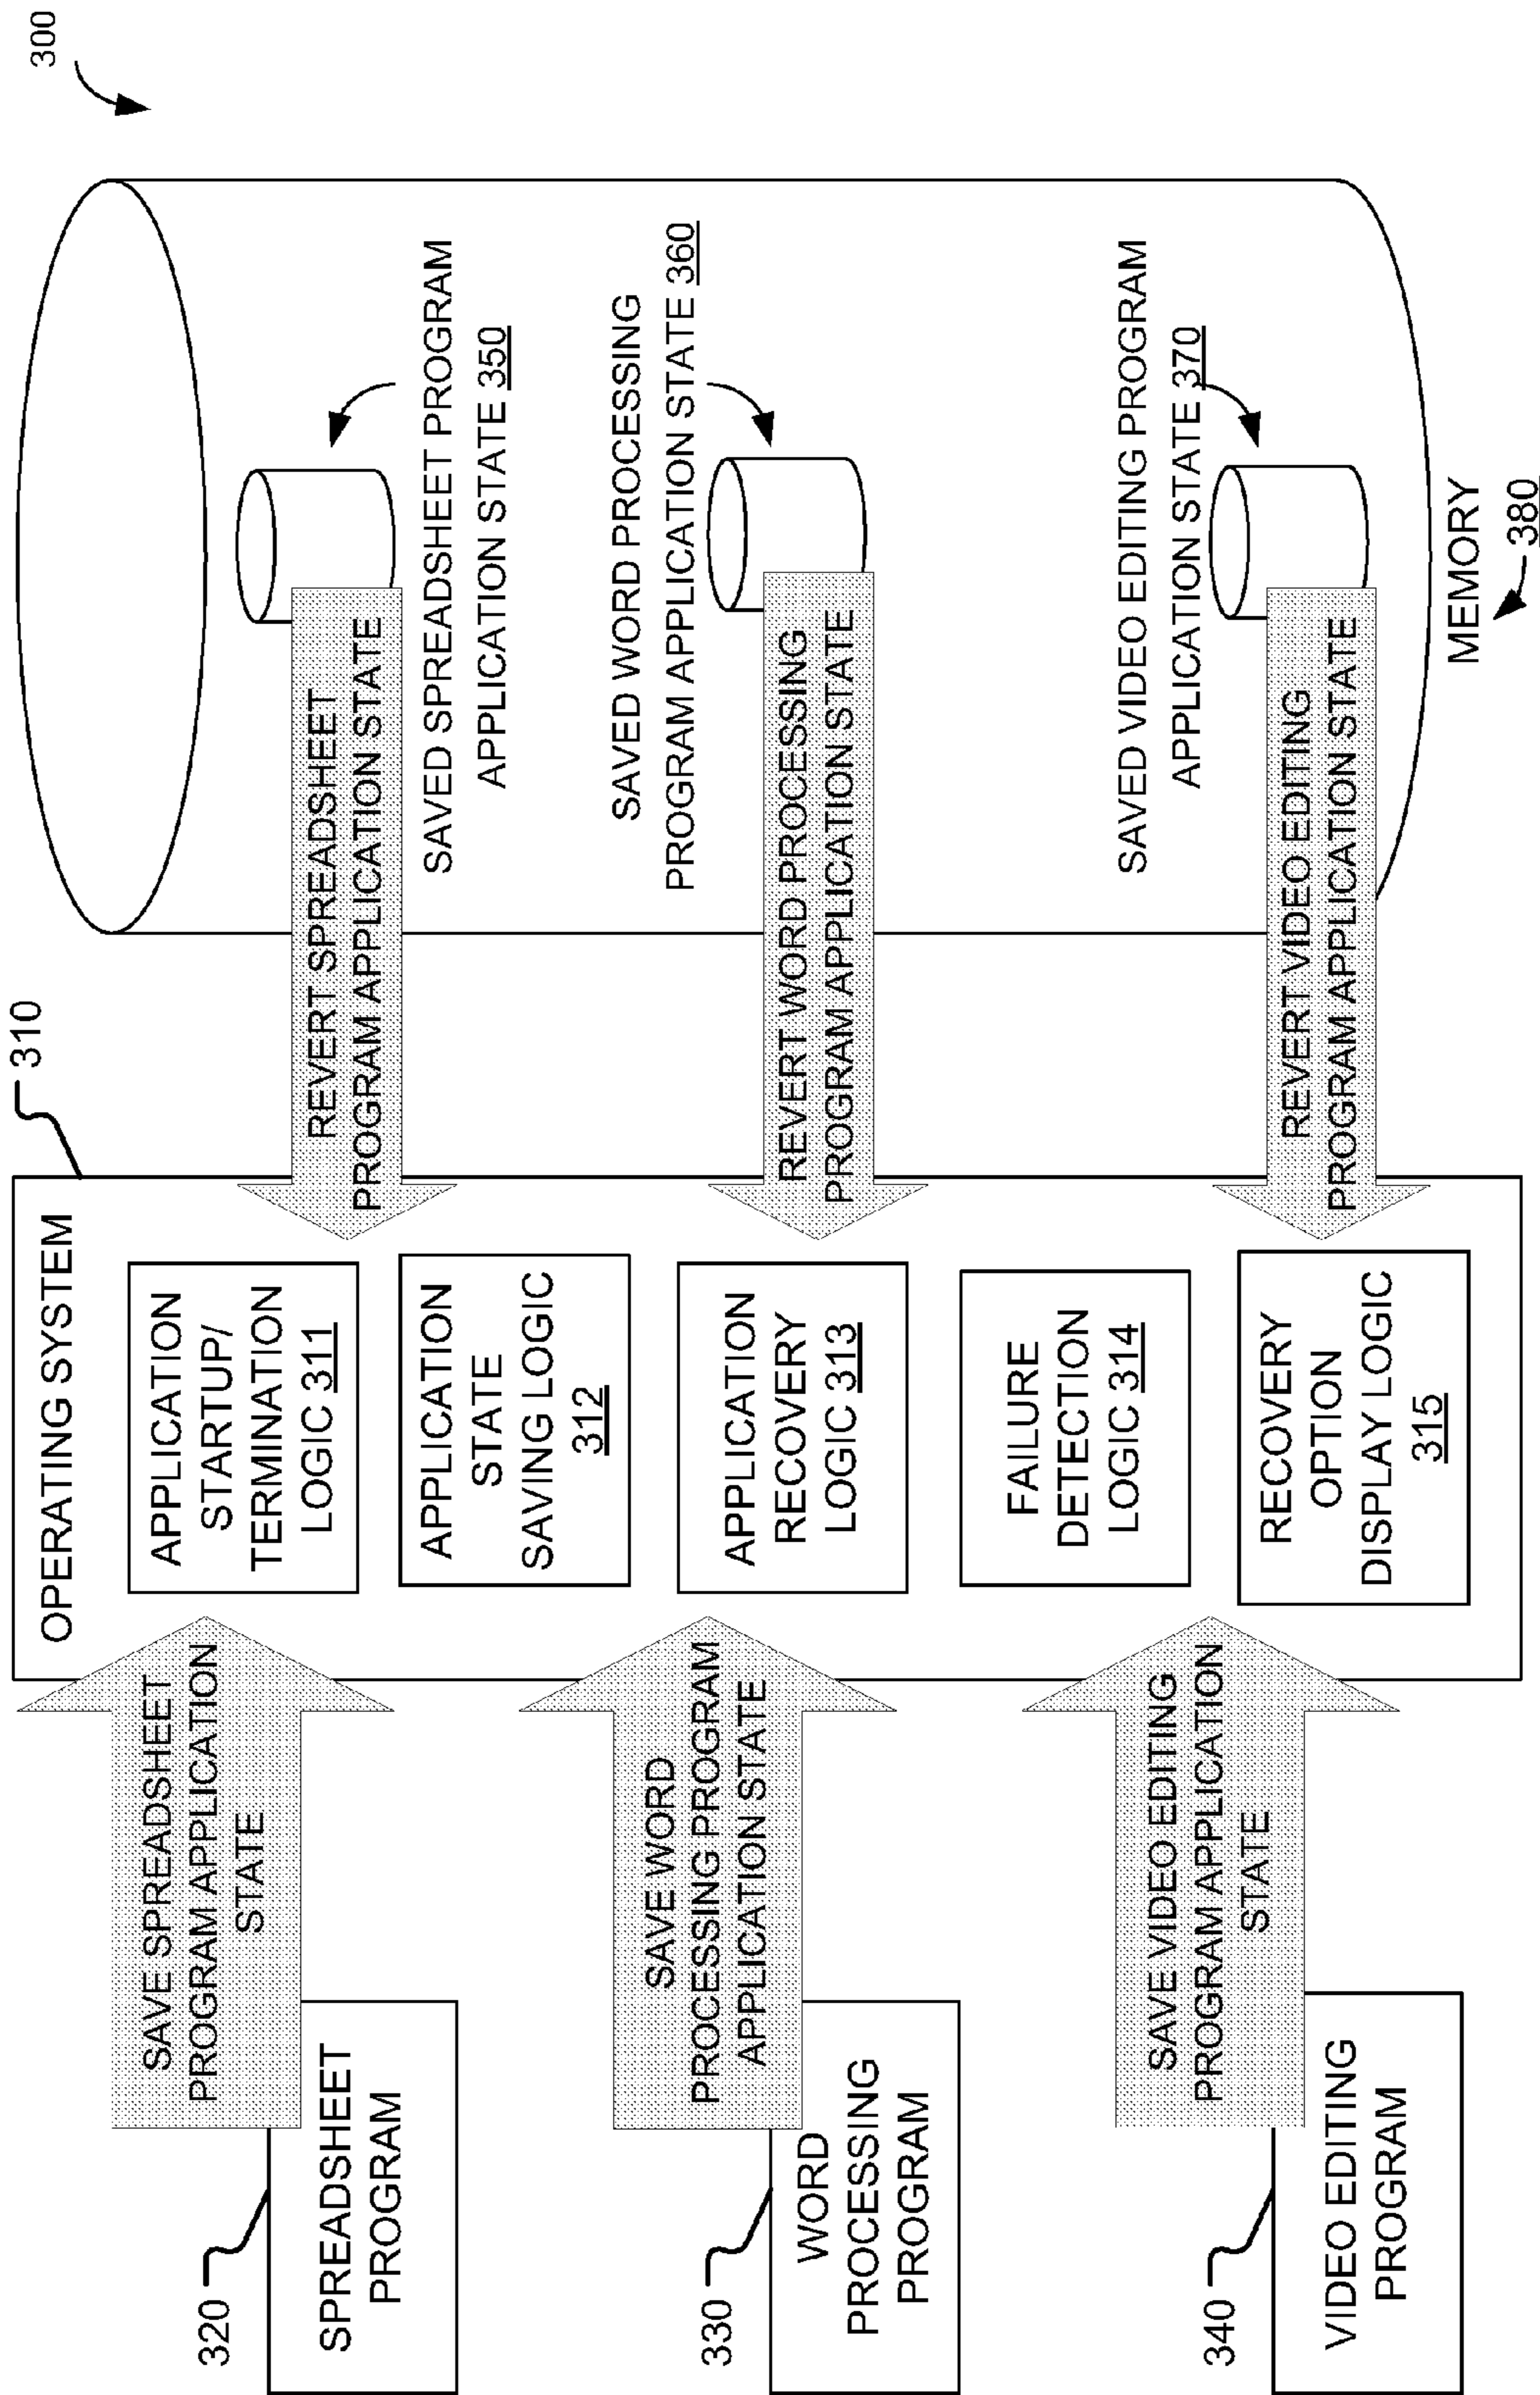 300
310
OPERATING SYSTEM
320
SPREADSHEET
PROGRAM
SAVE SPREADSHEET
PROGRAM APPLICATION
STATE
APPLICATION
STARTUP/
TERMINATION
LOGIC 311
REVERT SPREADSHEET
PROGRAM APPLICATION STATE
SAVED SPREADSHEET PROGRAM
APPLICATION STATE 350
APPLICATION
STATE
SAVING LOGIC
312
330
WORD
PROCESSING
PROGRAM
SAVE WORD
PROCESSING PROGRAM
APPLICATION STATE
APPLICATION
RECOVERY
LOGIC 313
REVERT WORD PROCESSING
PROGRAM APPLICATION STATE
SAVED WORD PROCESSING
PROGRAM APPLICATION STATE 360
FAILURE
DETECTION
LOGIC 314
340
VIDEO EDITING
PROGRAM
SAVE VIDEO EDITING
PROGRAM APPLICATION
STATE
RECOVERY
OPTION
DISPLAY LOGIC
315
REVERT VIDEO EDITING
PROGRAM APPLICATION STATE
SAVED VIDEO EDITING PROGRAM
APPLICATION STATE 370
MEMORY
380